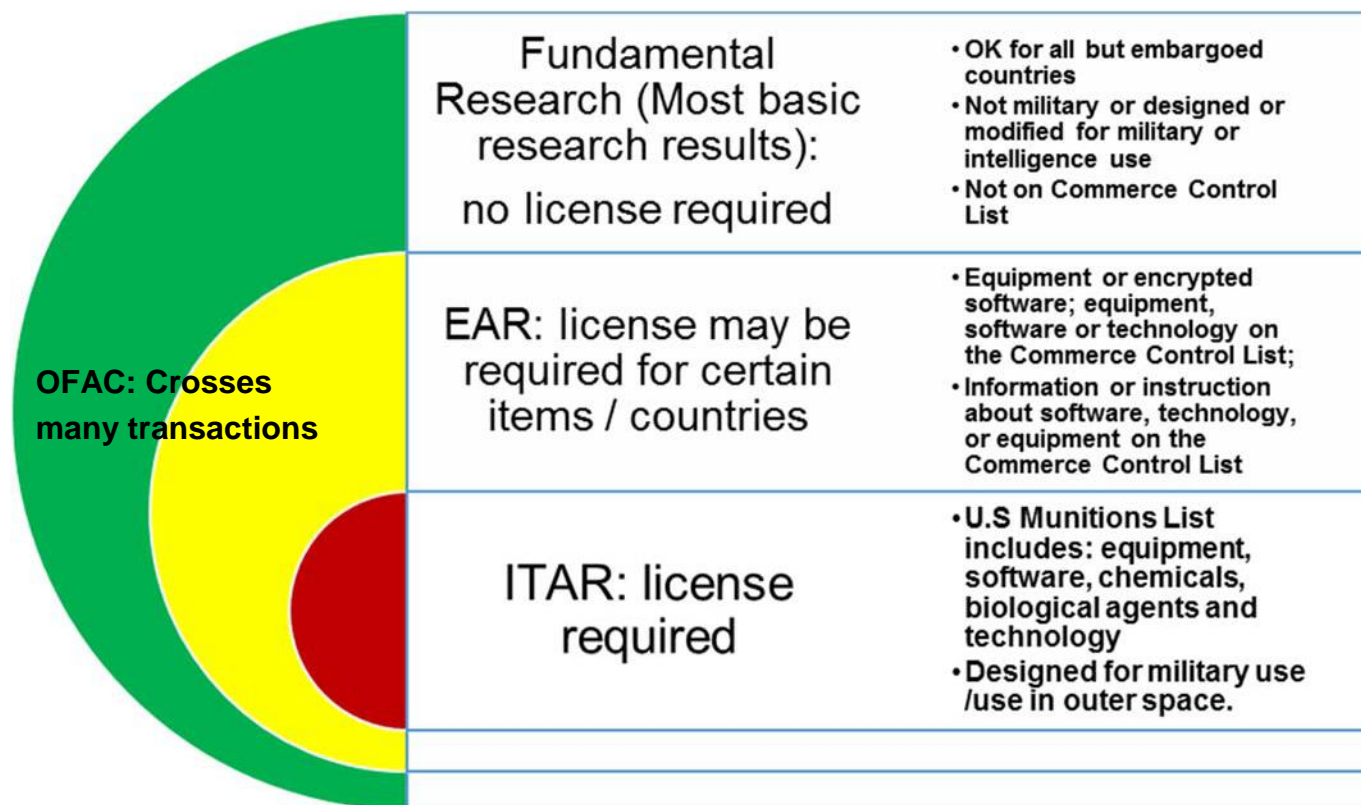 OFAC: Crosses
many transactions
Fundamental
Research (Most basic
research results):
no license required
• OK for all but embargoed
countries
• Not military or designed or
modified for military or
intelligence use
• Not on Commerce Control
List
EAR: license may be
required for certain
items / countries
• Equipment or encrypted
software; equipment,
software or technology on
the Commerce Control List;
• Information or instruction
about software, technology,
or equipment on the
Commerce Control List
ITAR: license
required
• U.S Munitions List
includes: equipment,
software, chemicals,
biological agents and
technology
• Designed for military use
/use in outer space.